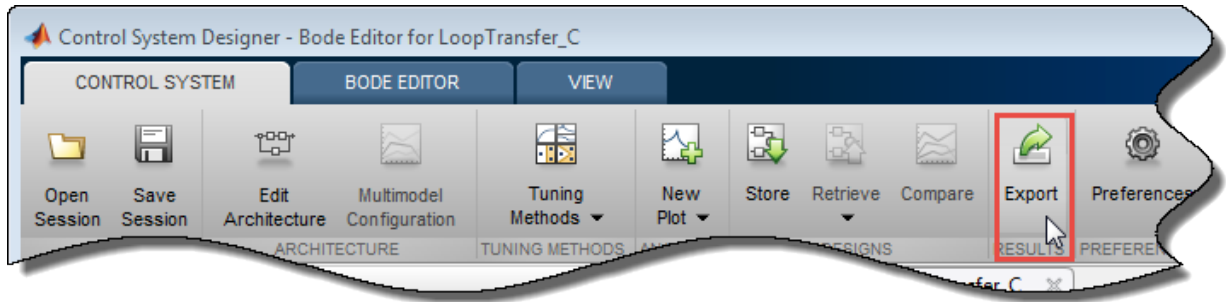 Control System Designer - Bode Editor for LoopTransfer_C
CONTROL SYSTEM
BODE EDITOR
VIEW
Open
Session
Save
Session
Edit
Architecture
Multimodel
Configuration
Tuning
Methods
New
Plot
Store
Retrieve
Compare
Export
Preferences
ARCHITECTURE
TUNING METHODS
RESULTS